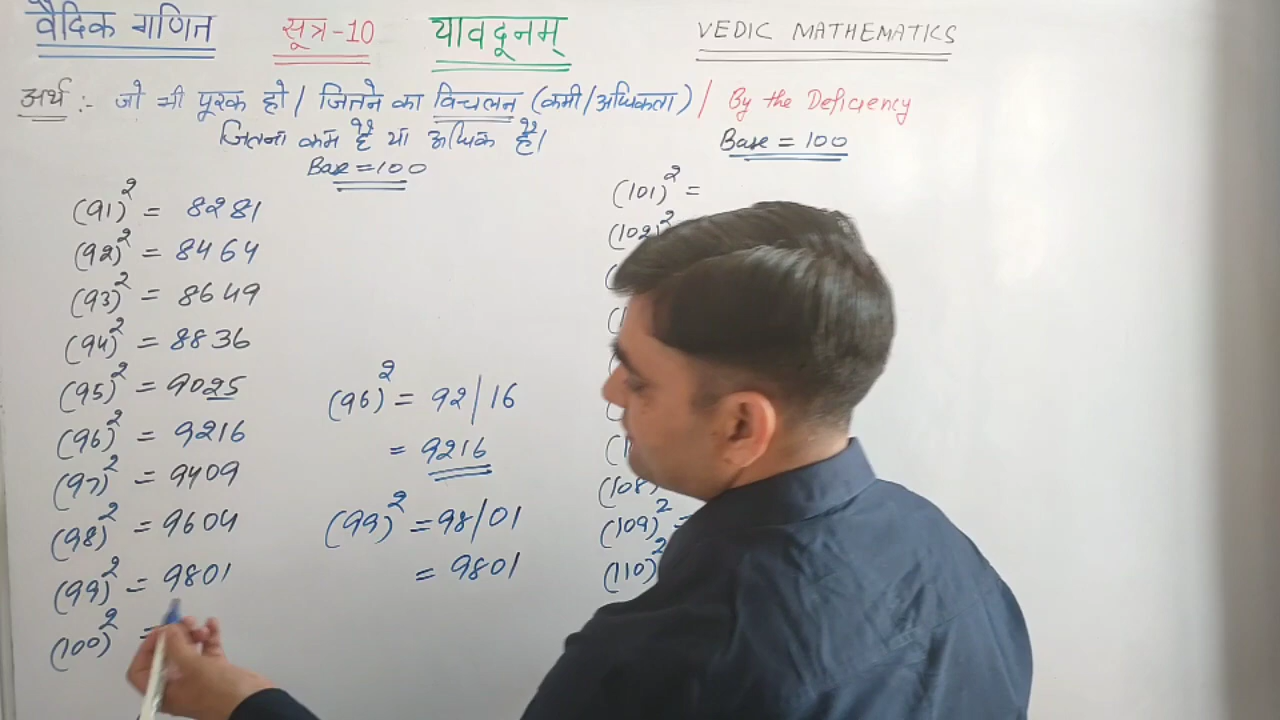 वैदिक गणित सूत्र-10 यावदूनम् VEDIC MATHEMATICS
अर्थ :- जो भी पूरक हो / जितने का विचलन (कमी/अधिकता) / By the Deficiency
जितना कम है या अधिक है।
Base = 100
Base = 100
(91)² = 8281
(92)² = 8464
(93)² = 8649
(94)² = 8836
(95)² = 9025
(96)² = 9216
(97)² = 9409
(98)² = 9604
(99)² = 9801
(100)² =
(96)² = 92/16
= 9216
(99)² = 98/01
= 9801
(101)² =
(102)²
(108)
(109)² =
(110)²